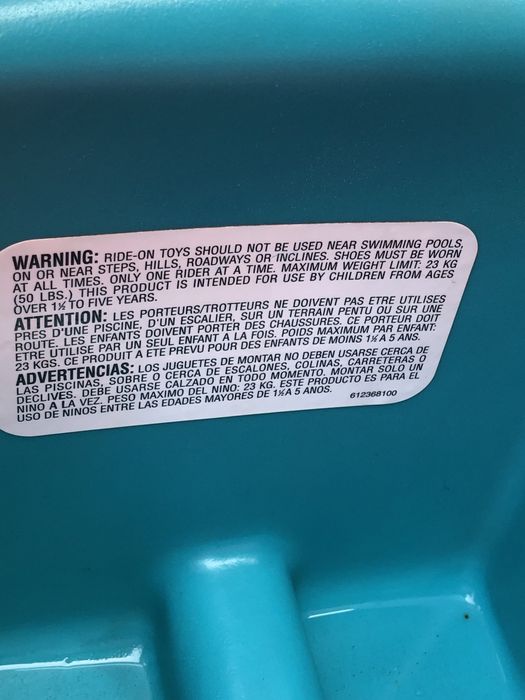 WARNING: RIDE-ON TOYS SHOULD NOT BE USED NEAR SWIMMING POOLS,
ON OR NEAR STEPS, HILLS, ROADWAYS OR INCLINES. SHOES MUST BE WORN
AT ALL TIMES. ONLY ONE RIDER AT A TIME. MAXIMUM WEIGHT LIMIT: 23 KG
(50 LBS.) THIS PRODUCT IS INTENDED FOR USE BY CHILDREN FROM AGES
OVER 1½ TO FIVE YEARS.
ATTENTION: LES PORTEURS/TROTTEURS NE DOIVENT PAS ETRE UTILISES
PRES D'UNE PISCINE, D'UN ESCALIER, SUR UN TERRAIN PENTU OU SUR UNE
ROUTE. LES ENFANTS DOIVENT PORTER DES CHAUSSURES. CE PORTEUR DOIT
ETRE UTILISE PAR UN SEUL ENFANT A LA FOIS. POIDS MAXIMUM PAR ENFANT:
23 KGS. CE PRODUIT A ETE PREVU POUR DES ENFANTS DE MOINS 1½ A 5 ANS.
ADVERTENCIAS: LOS JUGUETES DE MONTAR NO DEBEN USARSE CERCA DE
LAS PISCINAS, SOBRE O CERCA DE ESCALONES, COLINAS, CARRETERAS O
DECLIVES. DEBE USARSE CALZADO EN TODO MOMENTO. MONTAR SOLO UN
NINO A LA VEZ. PESO MAXIMO DEL NINO: 23 KG. ESTE PRODUCTO ES PARA EL
USO DE NINOS ENTRE LAS EDADES MAYORES DE 1½ A 5 ANOS.
612368100